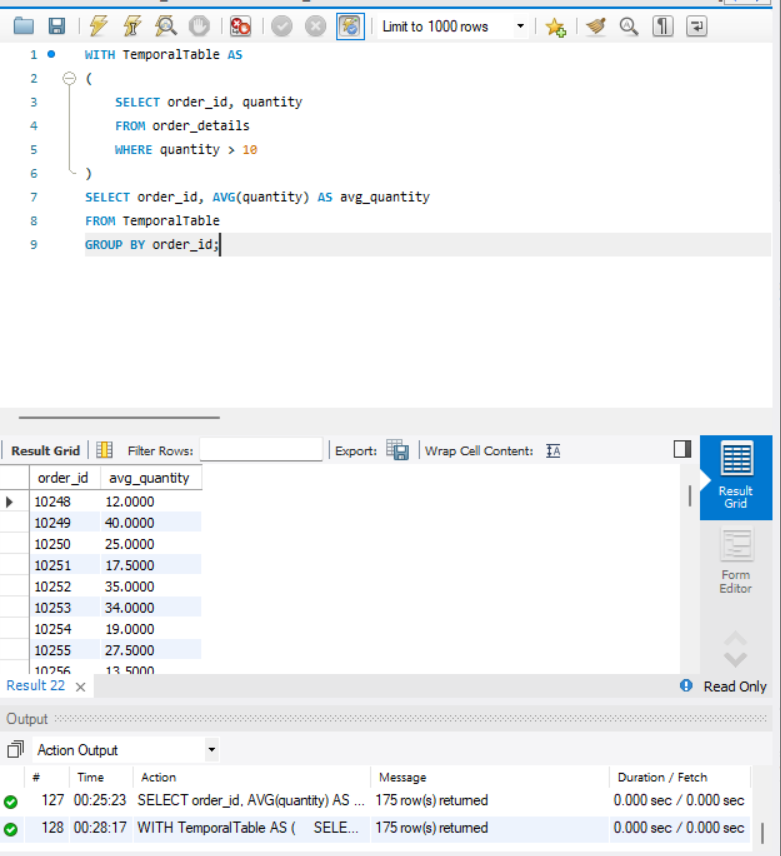 Limit to 1000 rows
1 WITH TemporalTable AS
2 (
3 SELECT order_id, quantity
4 FROM order_details
5 WHERE quantity > 10
6 )
7 SELECT order_id, AVG(quantity) AS avg_quantity
8 FROM TemporalTable
9 GROUP BY order_id;
Result Grid Filter Rows: Export: Wrap Cell Content: IA
order_id avg_quantity
10248 12.0000
10249 40.0000
10250 25.0000
10251 17.5000
10252 35.0000
10253 34.0000
10254 19.0000
10255 27.5000
10256 13.5000
Result
Grid
Form
Editor
Result 22 Read Only
Output
Action Output
# Time Action Message Duration / Fetch
127 00:25:23 SELECT order_id, AVG(quantity) AS ... 175 row(s) returned 0.000 sec / 0.000 sec
128 00:28:17 WITH TemporalTable AS ( SELE... 175 row(s) returned 0.000 sec / 0.000 sec